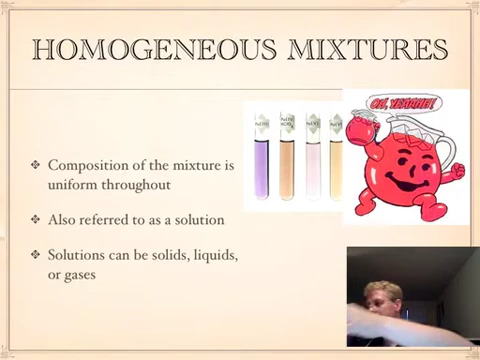 HOMOGENEOUS MIXTURES
OH, YEAHHH!
Composition of the mixture is
uniform throughout
Also referred to as a solution
Solutions can be solids, liquids,
or gases